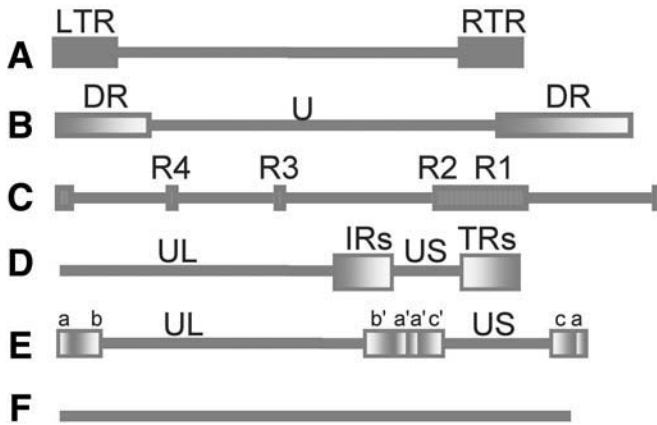 LTR RTR
A
DR U DR
B
R4 R3 R2 R1
C
UL IRs US TRs
D
a b UL b' a' a' c' US c a
E
F